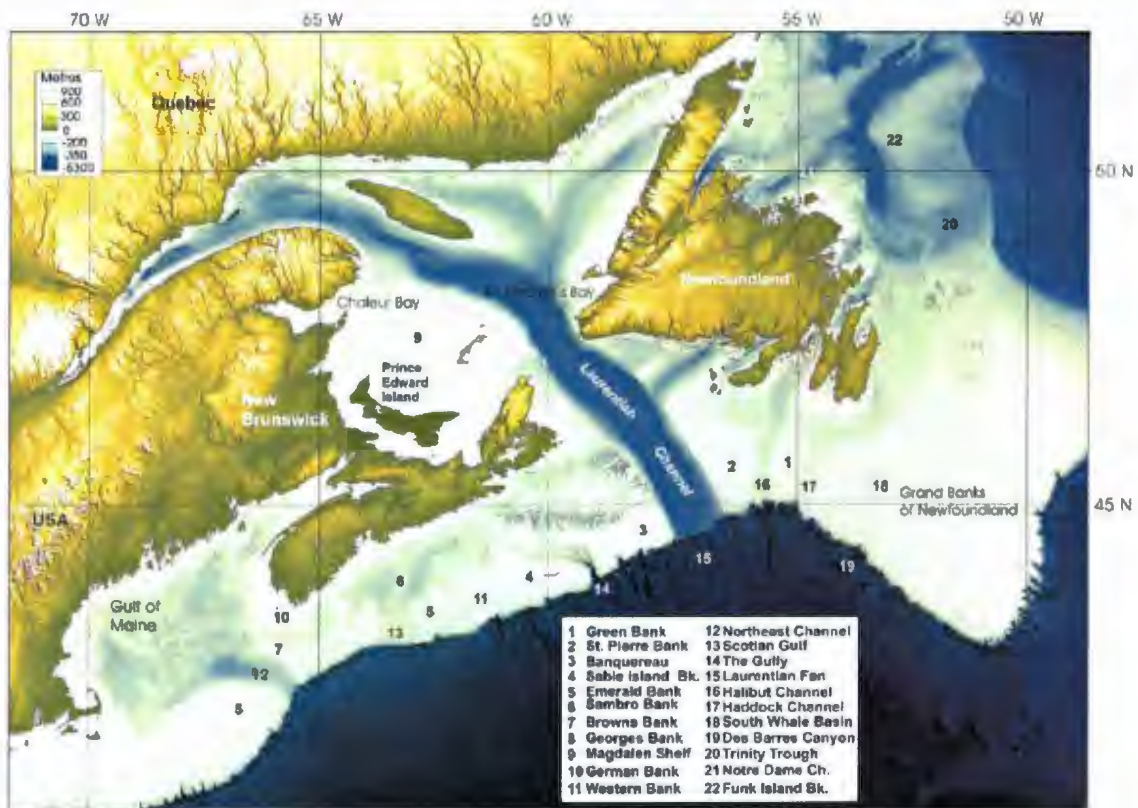 70 W 65 W 60 W 55 W 50 W
Metres
900
600
300
0
-200
-350
-5300
Quebec
22
50 N
20
Newfoundland
Chaleur Bay
Bay
9
Prince
Edward
Island
New
Brunswick
Laurentian
Channel
2
1
16
17
18
Grand Banks
of Newfoundland
45 N
USA
3
15
19
6
4
14
Gulf of
Maine
10
5
11
13
7
12
1 Green Bank
2 St. Pierre Bank
3 Banquereau
4 Sable Island Bk.
5 Emerald Bank
6 Sambro Bank
7 Browns Bank
8 Georges Bank
9 Magdalen Shelf
10 German Bank
11 Western Bank
12 Northeast Channel
13 Scotian Gulf
14 The Gully
15 Laurentian Fan
16 Halibut Channel
17 Haddock Channel
18 South Whale Basin
19 Des Barres Canyon
20 Trinity Trough
21 Notre Dame Ch.
22 Funk Island Bk.